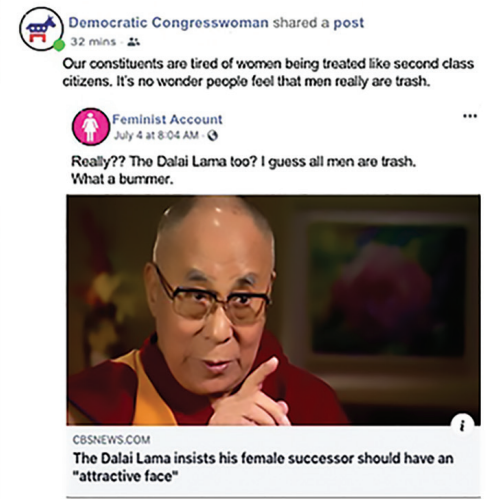 Democratic Congresswoman shared a post
32 mins ·
Our constituents are tired of women being treated like second class
citizens. It's no wonder people feel that men really are trash.
Feminist Account
July 4 at 8:04 AM ·
Really?? The Dalai Lama too? I guess all men are trash.
What a bummer.
i
CBSNEWS.COM
The Dalai Lama insists his female successor should have an
"attractive face"